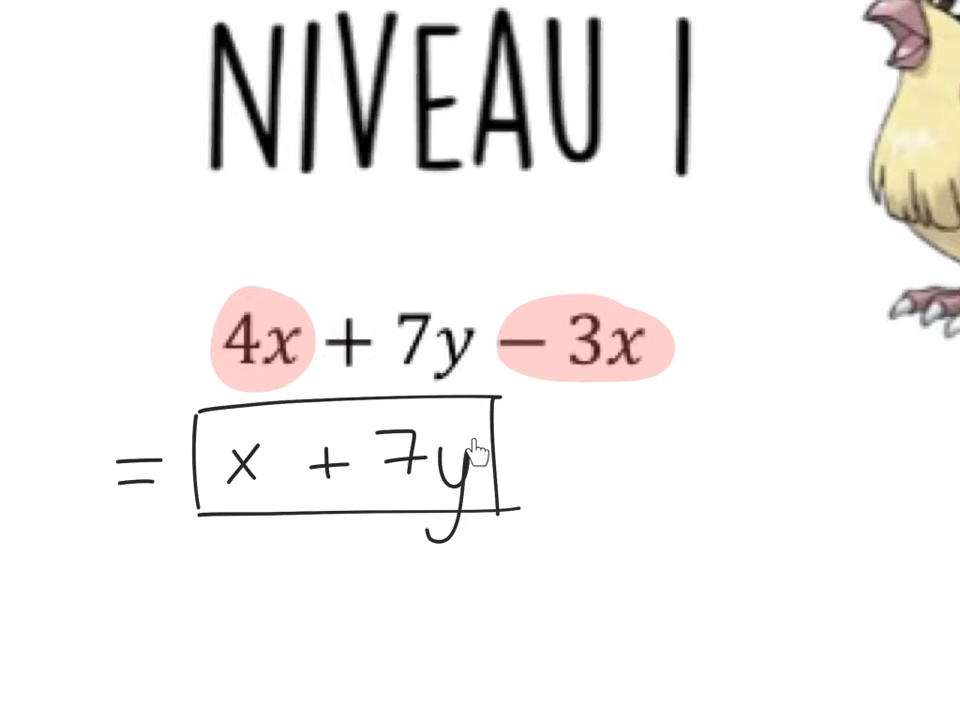 NIVEAU 1
4x + 7y − 3x
= x + 7y